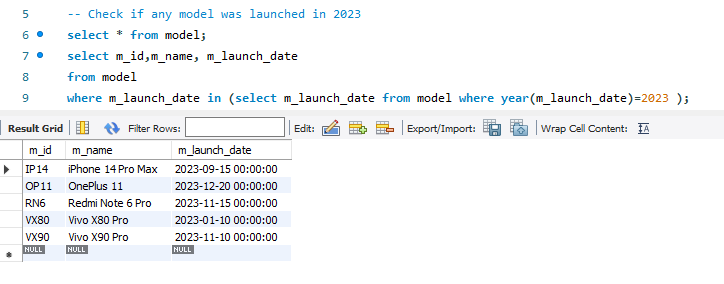 5 -- Check if any model was launched in 2023
6 select * from model;
7 select m_id,m_name, m_launch_date
8 from model
9 where m_launch_date in (select m_launch_date from model where year(m_launch_date)=2023 );
Result Grid Filter Rows: Edit: Export/Import: Wrap Cell Content: IA
m_id m_name m_launch_date
IP14 iPhone 14 Pro Max 2023-09-15 00:00:00
OP11 OnePlus 11 2023-12-20 00:00:00
RN6 Redmi Note 6 Pro 2023-11-15 00:00:00
VX80 Vivo X80 Pro 2023-01-10 00:00:00
VX90 Vivo X90 Pro 2023-11-10 00:00:00
NULL NULL NULL